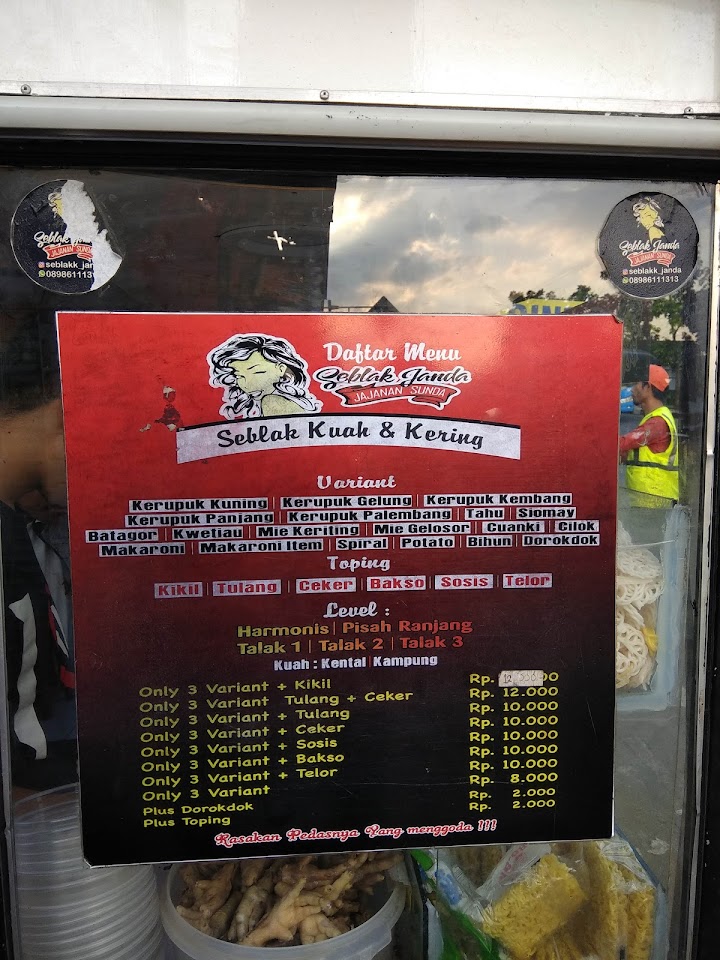 Seblak Janda
JAJANAN SUNDA
seblakk_jan
0898611131
Seblak Janda
JAJANAN SUNDA
seblakk_janda
08986111313
Daftar Menu
Seblak Janda
JAJANAN SUNDA
Seblak Kuah & Kering
Variant
Kerupuk Kuning | Kerupuk Gelung | Kerupuk Kembang
Kerupuk Panjang | Kerupuk Palembang | Tahu | Siomay
Batagor | Kwetiau | Mie Keriting | Mie Gelosor | Cuanki | Cilok
Makaroni | Makaroni Item | Spiral | Potato | Bihun | Dorokdok
Toping
Kikil | Tulang | Ceker | Bakso | Sosis | Telor
Level :
Harmonis | Pisah Ranjang
Talak 1 | Talak 2 | Talak 3
Kuah : Kental | Kampung
Only 3 Variant + Kikil Rp. 00
Only 3 Variant Tulang + Ceker Rp. 12.000
Only 3 Variant + Tulang Rp. 10.000
Only 3 Variant + Ceker Rp. 10.000
Only 3 Variant + Sosis Rp. 10.000
Only 3 Variant + Bakso Rp. 10.000
Only 3 Variant + Telor Rp. 10.000
Only 3 Variant Rp. 8.000
Plus Dorokdok Rp. 2.000
Plus Toping Rp. 2.000
Rasakan Pedasnya Yang menggoda !!!